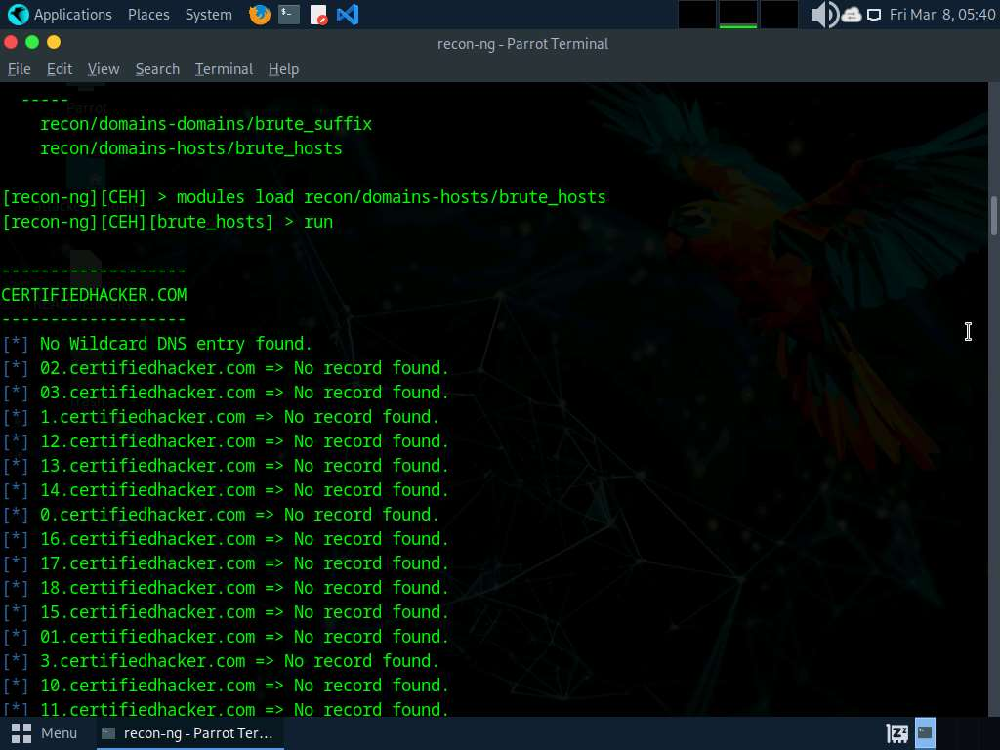 Applications Places System Fri Mar 8, 05:40
recon-ng - Parrot Terminal
File Edit View Search Terminal Help
-----
recon/domains-domains/brute_suffix
recon/domains-hosts/brute_hosts
[recon-ng][CEH] > modules load recon/domains-hosts/brute_hosts
[recon-ng][CEH][brute_hosts] > run
-------------------
CERTIFIEDHACKER.COM
-------------------
[*] No Wildcard DNS entry found.
[*] 02.certifiedhacker.com => No record found.
[*] 03.certifiedhacker.com => No record found.
[*] 1.certifiedhacker.com => No record found.
[*] 12.certifiedhacker.com => No record found.
[*] 13.certifiedhacker.com => No record found.
[*] 14.certifiedhacker.com => No record found.
[*] 0.certifiedhacker.com => No record found.
[*] 16.certifiedhacker.com => No record found.
[*] 17.certifiedhacker.com => No record found.
[*] 18.certifiedhacker.com => No record found.
[*] 15.certifiedhacker.com => No record found.
[*] 01.certifiedhacker.com => No record found.
[*] 3.certifiedhacker.com => No record found.
[*] 10.certifiedhacker.com => No record found.
[*] 11.certifiedhacker.com => No record found.
Menu recon-ng - Parrot Ter...